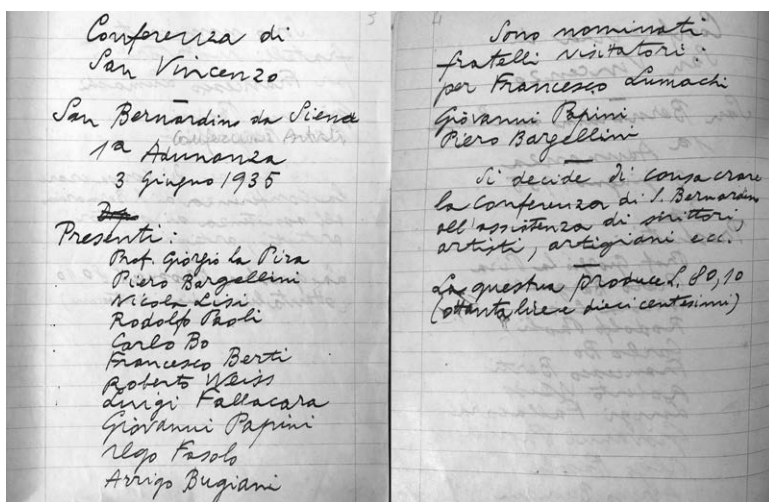 Conferenza di
San Vincenzo
San Bernardino da Siena
1ª Adunanza
3 Giugno 1935
Presenti:
Prof. Giorgio la Pira
Piero Bargellini
Nicola Lisi
Rodolfo Paoli
Carlo Bo
Francesco Berti
Roberto Weiss
Luigi Fallacara
Giovanni Papini
Ugo Fasolo
Arrigo Bugiani
4
Sono nominati
fratelli visitatori:
per Francesco Lumachi
Giovanni Papini
Piero Bargellini
Si decide di consacrare
la Conferenza di S. Bernardino
all'assistenza di scrittori,
artisti, artigiani ecc.
La questua produce L. 80,10
(ottanta lire e dieci centesimi)